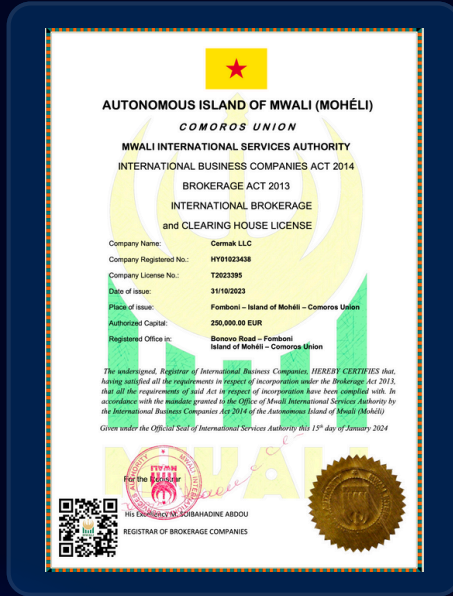 AUTONOMOUS ISLAND OF MWALI (MOHÉLI)
COMOROS UNION
MWALI INTERNATIONAL SERVICES AUTHORITY
INTERNATIONAL BUSINESS COMPANIES ACT 2014
BROKERAGE ACT 2013
INTERNATIONAL BROKERAGE
and CLEARING HOUSE LICENSE
Company Name: Cermak LLC
Company Registered No.: HY01023438
Company License No.: T2023395
Date of issue: 31/10/2023
Place of issue: Fomboni – Island of Mohéli – Comoros Union
Authorized Capital: 250,000.00 EUR
Registered Office in: Bonovo Road – Fomboni
Island of Mohéli – Comoros Union
The undersigned, Registrar of International Business Companies, HEREBY CERTIFIES that,
having satisfied all the requirements in respect of incorporation under the Brokerage Act 2013,
that all the requirements of said Act in respect of incorporation have been complied with. In
accordance with the mandate granted to the Office of Mwali International Services Authority by
the International Business Companies Act 2014 of the Autonomous Island of Mwali (Mohéli)
Given under the Official Seal of International Services Authority this 15th day of January 2024
MWALI
For the Registrar
His Excellency M. SOIBAHADINE ABDOU
REGISTRAR OF BROKERAGE COMPANIES